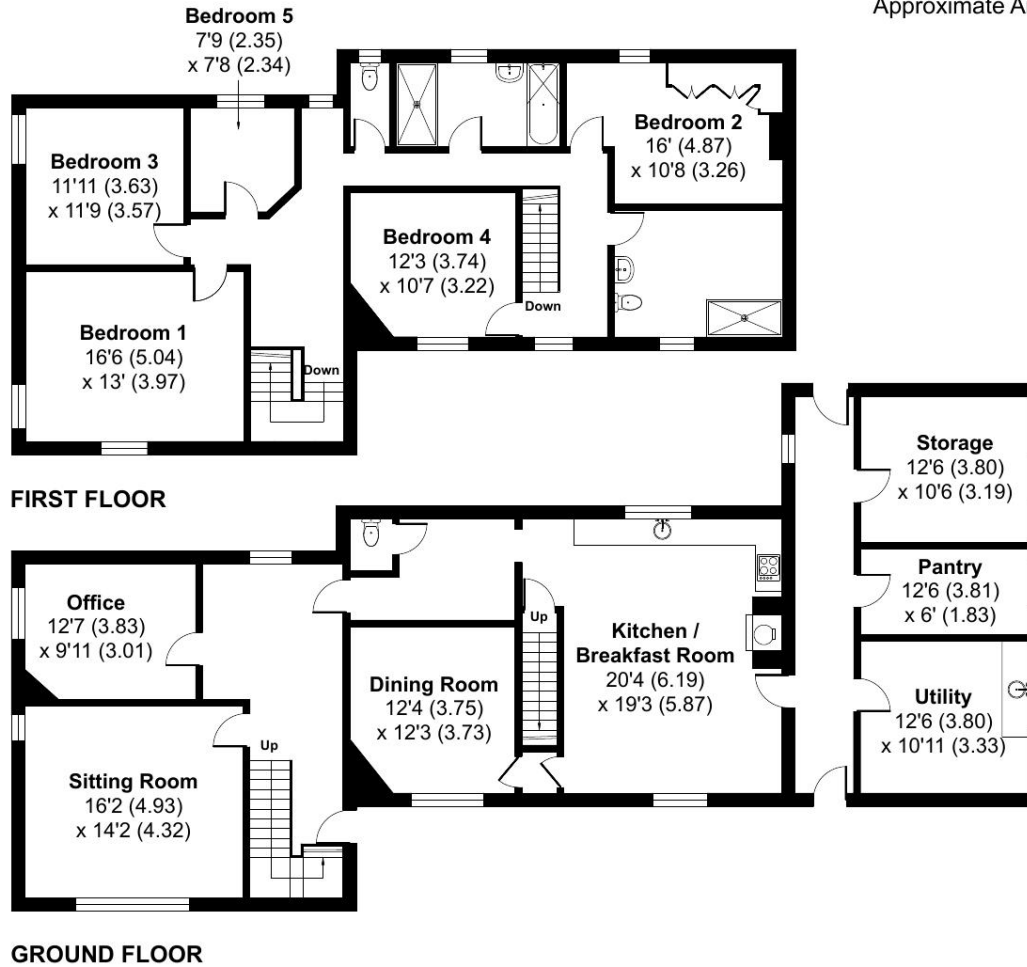 Approximate A
Bedroom 5
7'9 (2.35)
x 7'8 (2.34)
Bedroom 3
11'11 (3.63)
x 11'9 (3.57)
Bedroom 2
16' (4.87)
x 10'8 (3.26)
Bedroom 4
12'3 (3.74)
x 10'7 (3.22)
Down
Bedroom 1
16'6 (5.04)
x 13' (3.97)
Down
FIRST FLOOR
Storage
12'6 (3.80)
x 10'6 (3.19)
Pantry
12'6 (3.81)
x 6' (1.83)
Office
12'7 (3.83)
x 9'11 (3.01)
Up
Kitchen /
Breakfast Room
20'4 (6.19)
x 19'3 (5.87)
Dining Room
12'4 (3.75)
x 12'3 (3.73)
Utility
12'6 (3.80)
x 10'11 (3.33)
Up
Sitting Room
16'2 (4.93)
x 14'2 (4.32)
GROUND FLOOR